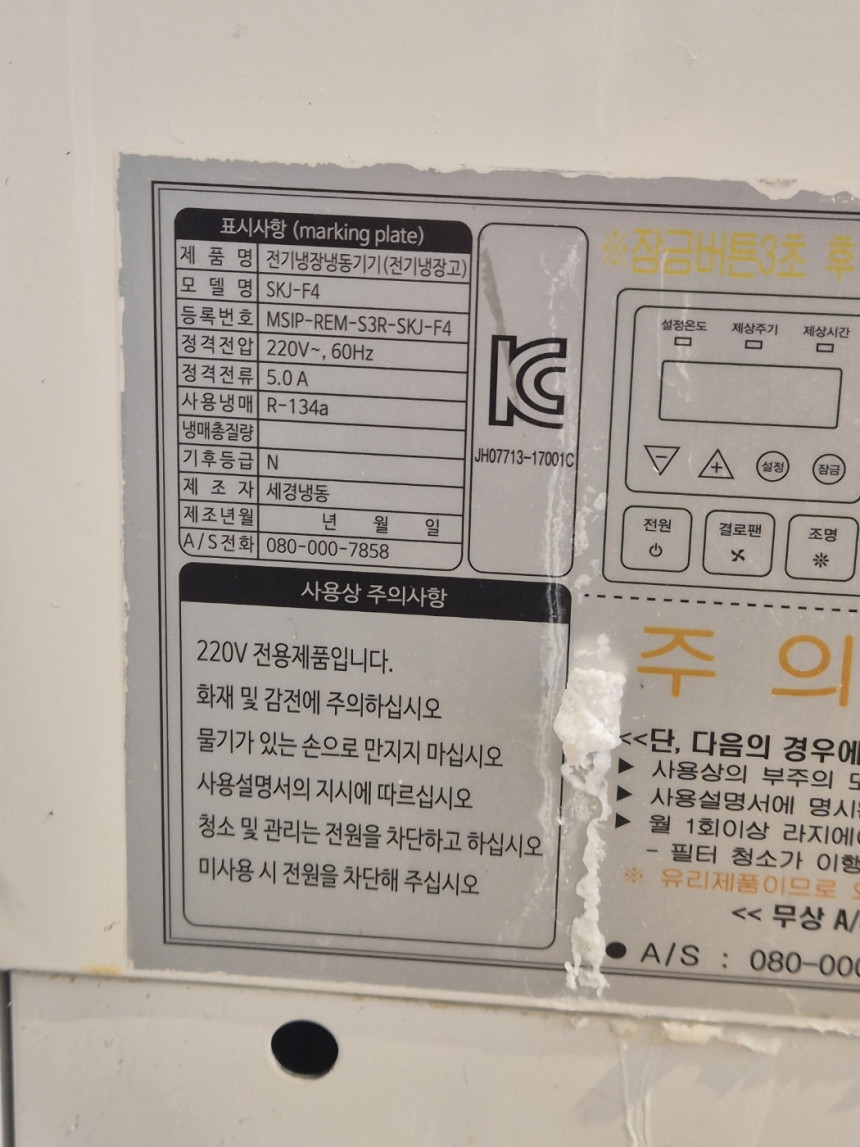 표시사항 (marking plate)
제 품 명 전기냉장냉동기기(전기냉장고)
모 델 명 SKJ-F4
등록번호 MSIP-REM-S3R-SKJ-F4
정격전압 220V~, 60Hz
정격전류 5.0 A
사용냉매 R-134a
냉매총질량
기후등급 N
제 조 자 세경냉동
제조년월 년 월 일
A/S전화 080-000-7858
JH07713-17001C
사용상 주의사항
220V 전용제품입니다.
화재 및 감전에 주의하십시오
물기가 있는 손으로 만지지 마십시오
사용설명서의 지시에 따르십시오
청소 및 관리는 전원을 차단하고 하십시오
미사용 시 전원을 차단해 주십시오
※잠금버튼3초 후
설정온도 제상주기 제상시간
설정 잠금
전원 결로팬 조명
주 의
<<단, 다음의 경우에
▶ 사용상의 부주의
▶ 사용설명서에 명시
▶ 월 1회이상 라지에
- 필터 청소가 이행
※ 유리제품이므로
<< 무상 A/
● A/S : 080-000